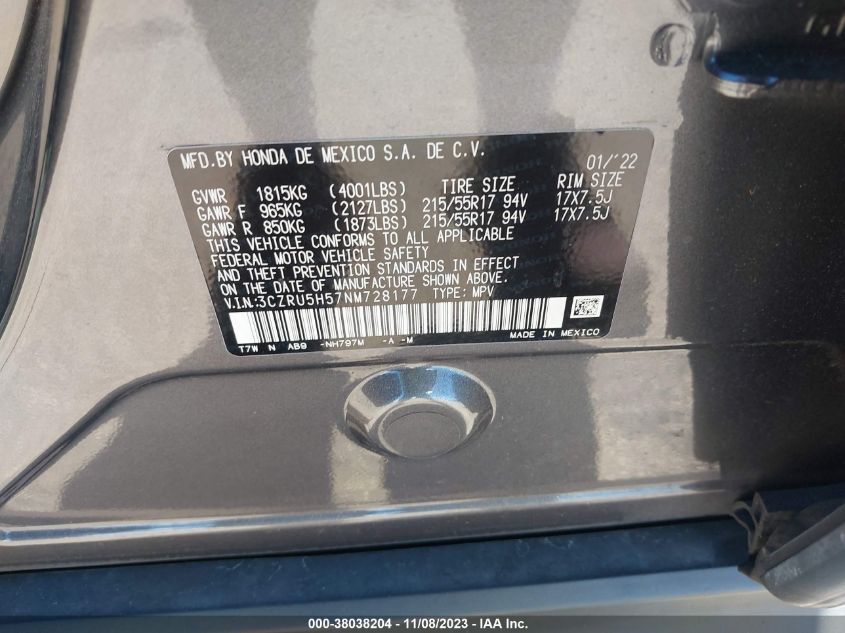 MFD.BY HONDA DE MEXICO S.A. DE C.V. 01/'22
GVWR 1815KG (4001LBS) TIRE SIZE RIM SIZE
GAWR F 965KG (2127LBS) 215/55R17 94V 17X7.5J
GAWR R 850KG (1873LBS) 215/55R17 94V 17X7.5J
THIS VEHICLE CONFORMS TO ALL APPLICABLE
FEDERAL MOTOR VEHICLE SAFETY
AND THEFT PREVENTION STANDARDS IN EFFECT
ON THE DATE OF MANUFACTURE SHOWN ABOVE.
V.I.N:3CZRU5H57NM728177 TYPE: MPV
T7W N AB9 -NH797M -A -M MADE IN MEXICO
000-38038204 - 11/08/2023 - IAA Inc.